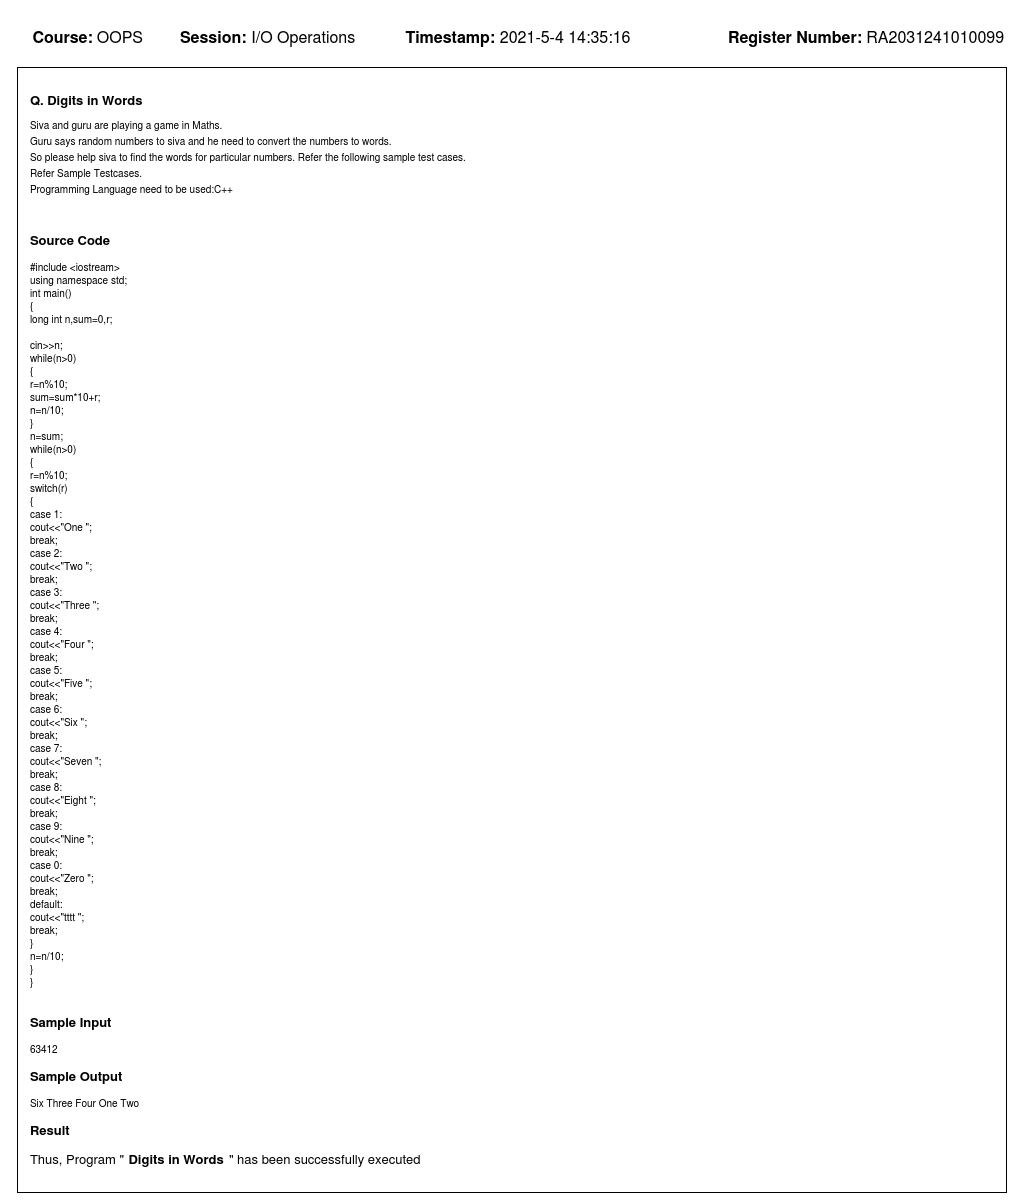 Course: OOPS Session: I/O Operations Timestamp: 2021-5-4 14:35:16 Register Number: RA2031241010099
Q. Digits in Words
Siva and guru are playing a game in Maths.
Guru says random numbers to siva and he need to convert the numbers to words.
So please help siva to find the words for particular numbers. Refer the following sample test cases.
Refer Sample Testcases.
Programming Language need to be used:C++
Source Code
#include <iostream>
using namespace std;
int main()
{
long int n,sum=0,r;
cin>>n;
while(n>0)
{
r=n%10;
sum=sum*10+r;
n=n/10;
}
n=sum;
while(n>0)
{
r=n%10;
switch(r)
{
case 1:
cout<<"One ";
break;
case 2:
cout<<"Two ";
break;
case 3:
cout<<"Three ";
break;
case 4:
cout<<"Four ";
break;
case 5:
cout<<"Five ";
break;
case 6:
cout<<"Six ";
break;
case 7:
cout<<"Seven ";
break;
case 8:
cout<<"Eight ";
break;
case 9:
cout<<"Nine ";
break;
case 0:
cout<<"Zero ";
break;
default:
cout<<"tttt ";
break;
}
n=n/10;
}
}
Sample Input
63412
Sample Output
Six Three Four One Two
Result
Thus, Program " Digits in Words " has been successfully executed